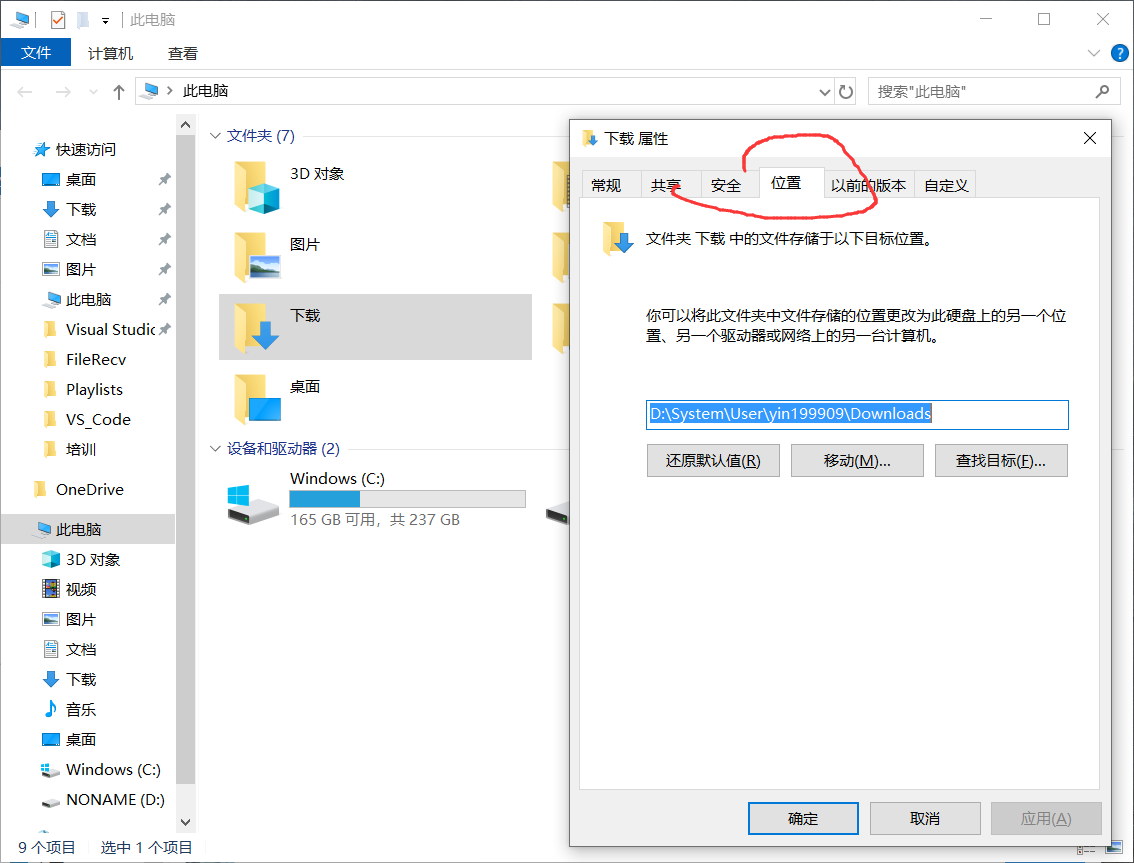 此电脑
文件 计算机 查看
此电脑 搜索"此电脑"
快速访问
桌面
下载
文档
图片
此电脑
Visual Studio
FileRecv
Playlists
VS_Code
培训
OneDrive
此电脑
3D 对象
视频
图片
文档
下载
音乐
桌面
Windows (C:)
NONAME (D:)
文件夹 (7)
3D 对象
图片
下载
桌面
设备和驱动器 (2)
Windows (C:)
165 GB 可用，共 237 GB
下载 属性
常规 共享 安全 位置 以前的版本 自定义
文件夹 下载 中的文件存储于以下目标位置。
你可以将此文件夹中文件存储的位置更改为此硬盘上的另一个位
置、另一个驱动器或网络上的另一台计算机。
D:\System\User\yin199909\Downloads
还原默认值(R) 移动(M)... 查找目标(F)...
确定 取消 应用(A)
9 个项目 选中 1 个项目